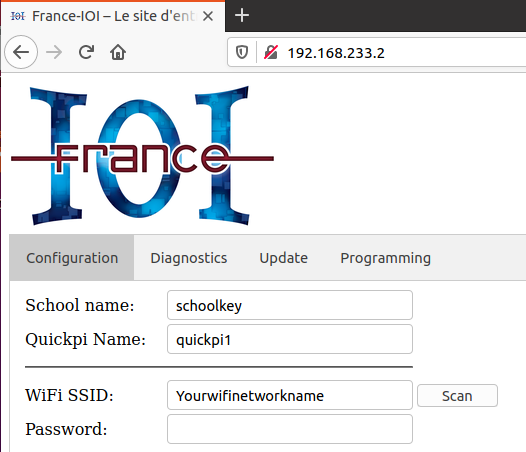 IOI France-IOI – Le site d'ent
192.168.233.2
IOI
france
Configuration Diagnostics Update Programming
School name: schoolkey
Quickpi Name: quickpi1
WiFi SSID: Yourwifinetworkname Scan
Password: